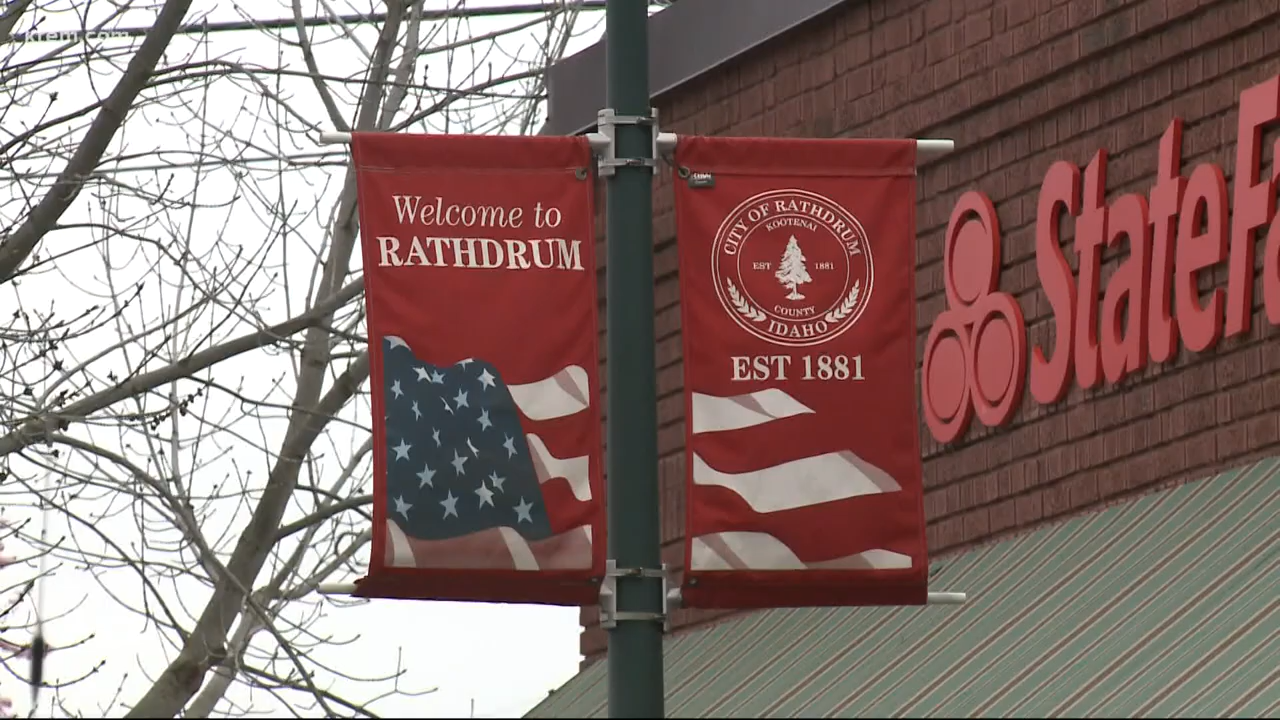 krem.com
Welcome to
RATHDRUM
CITY OF RATHDRUM
KOOTENAI
EST 1881
COUNTY
IDAHO
EST 1881
StateFa